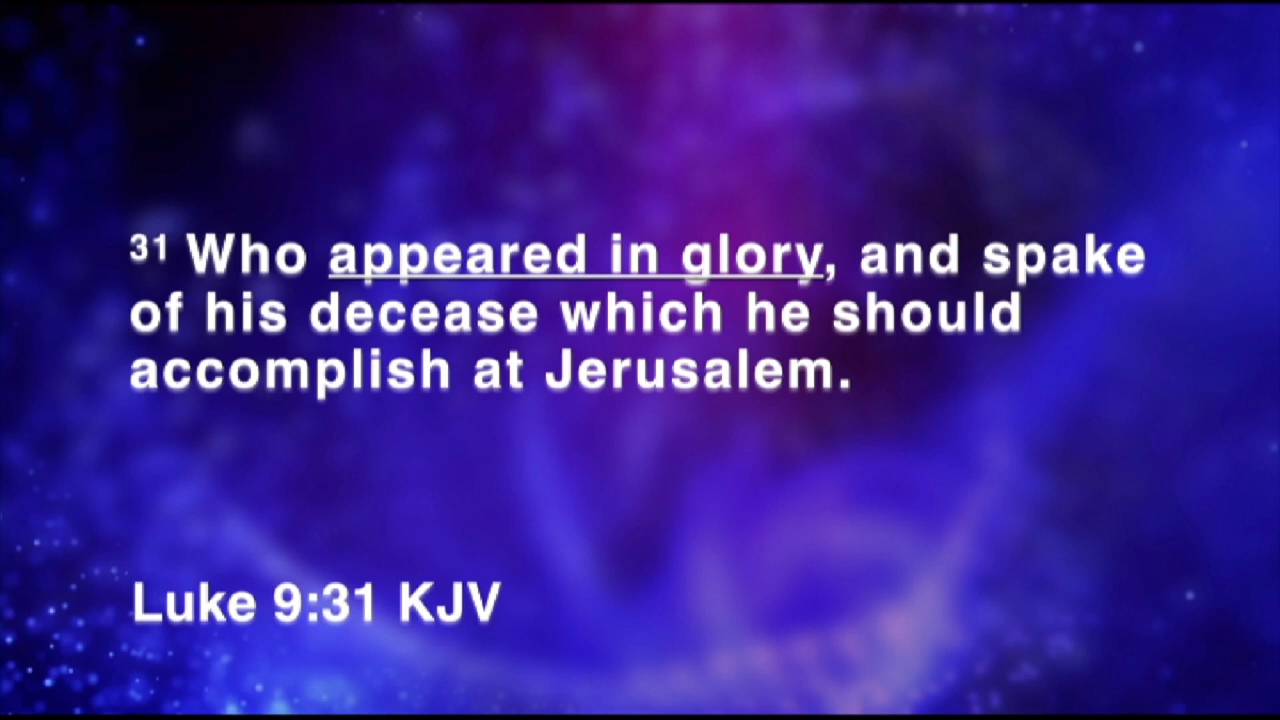 31 Who appeared in glory, and spake
of his decease which he should
accomplish at Jerusalem.
Luke 9:31 KJV